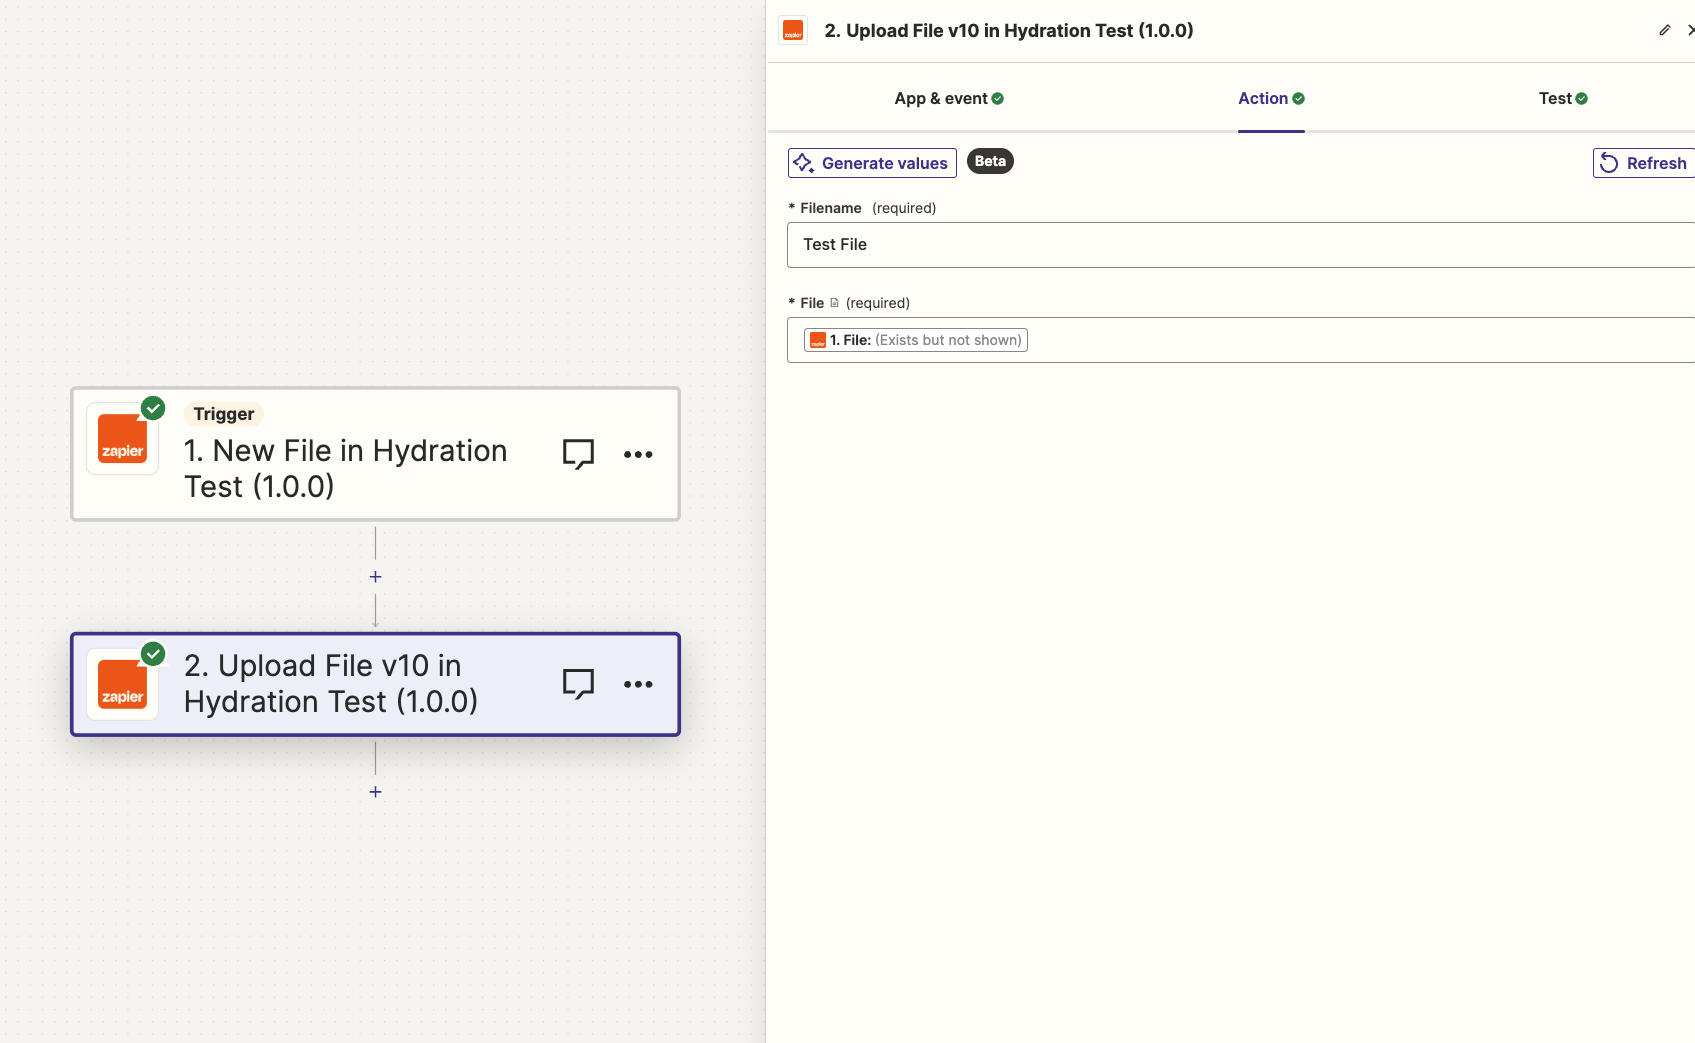 zapier
Trigger
1. New File in Hydration
Test (1.0.0)
zapier
2. Upload File v10 in
Hydration Test (1.0.0)
zapier
2. Upload File v10 in Hydration Test (1.0.0)
App & event
Action
Test
Generate values
Beta
Refresh
* Filename (required)
Test File
* File (required)
zapier 1. File: (Exists but not shown)